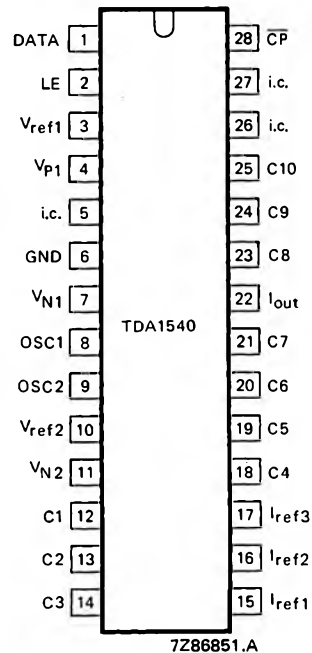 DATA 1 28 C̅P̅
LE 2 27 i.c.
Vref1 3 26 i.c.
VP1 4 25 C10
i.c. 5 24 C9
GND 6 23 C8
VN1 7 22 Iout
TDA1540
OSC1 8 21 C7
OSC2 9 20 C6
Vref2 10 19 C5
VN2 11 18 C4
C1 12 17 Iref3
C2 13 16 Iref2
C3 14 15 Iref1
7Z86851.A